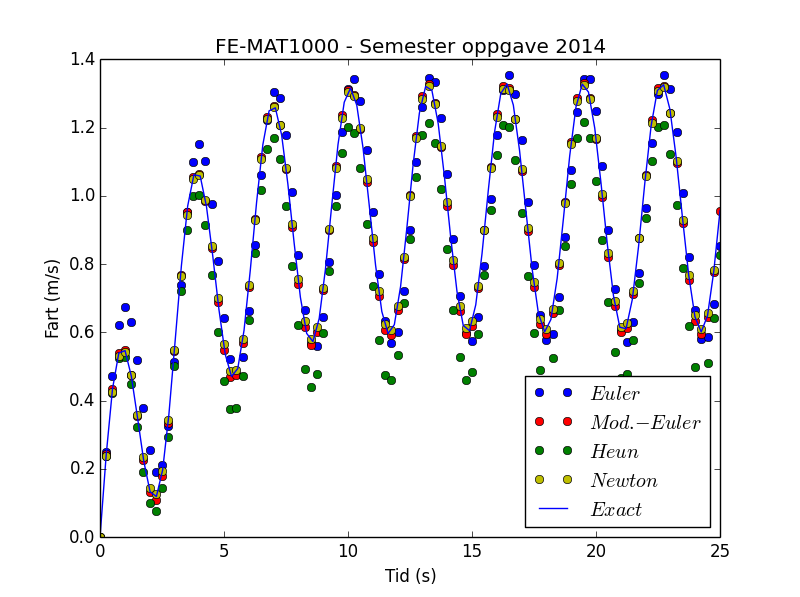 FE-MAT1000 - Semester oppgave 2014
1.4
1.2
1.0
0.8
0.6
0.4
0.2
0.0
Fart (m/s)
0 5 10 15 20 25
Tid (s)
Euler
Mod.−Euler
Heun
Newton
Exact